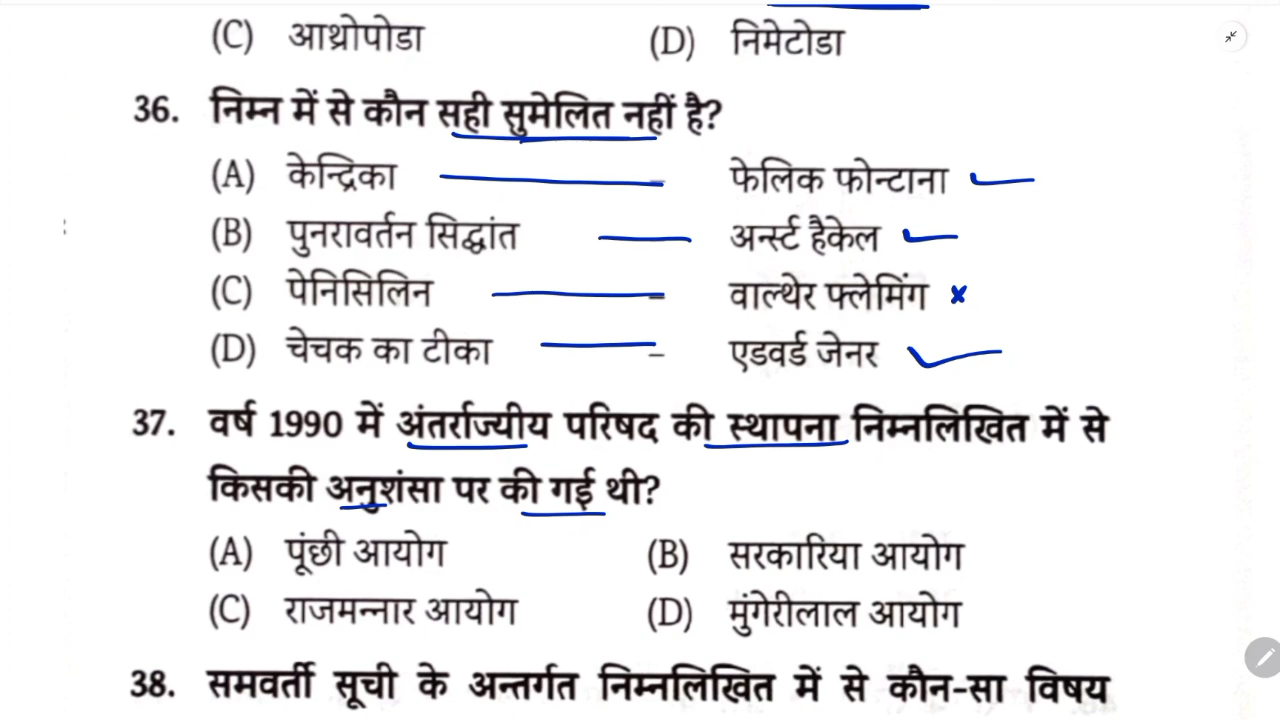 (C) आथ्रोपोडा (D) निमेटोडा
36. निम्न में से कौन सही सुमेलित नहीं है?
(A) केन्द्रिका – फेलिक फोन्टाना
(B) पुनरावर्तन सिद्धांत – अर्न्स्ट हैकेल
(C) पेनिसिलिन – वाल्थेर फ्लेमिंग
(D) चेचक का टीका – एडवर्ड जेनर
37. वर्ष 1990 में अंतर्राज्यीय परिषद की स्थापना निम्नलिखित में से
किसकी अनुशंसा पर की गई थी?
(A) पूंछी आयोग (B) सरकारिया आयोग
(C) राजमन्नार आयोग (D) मुंगेरीलाल आयोग
38. समवर्ती सूची के अन्तर्गत निम्नलिखित में से कौन-सा विषय